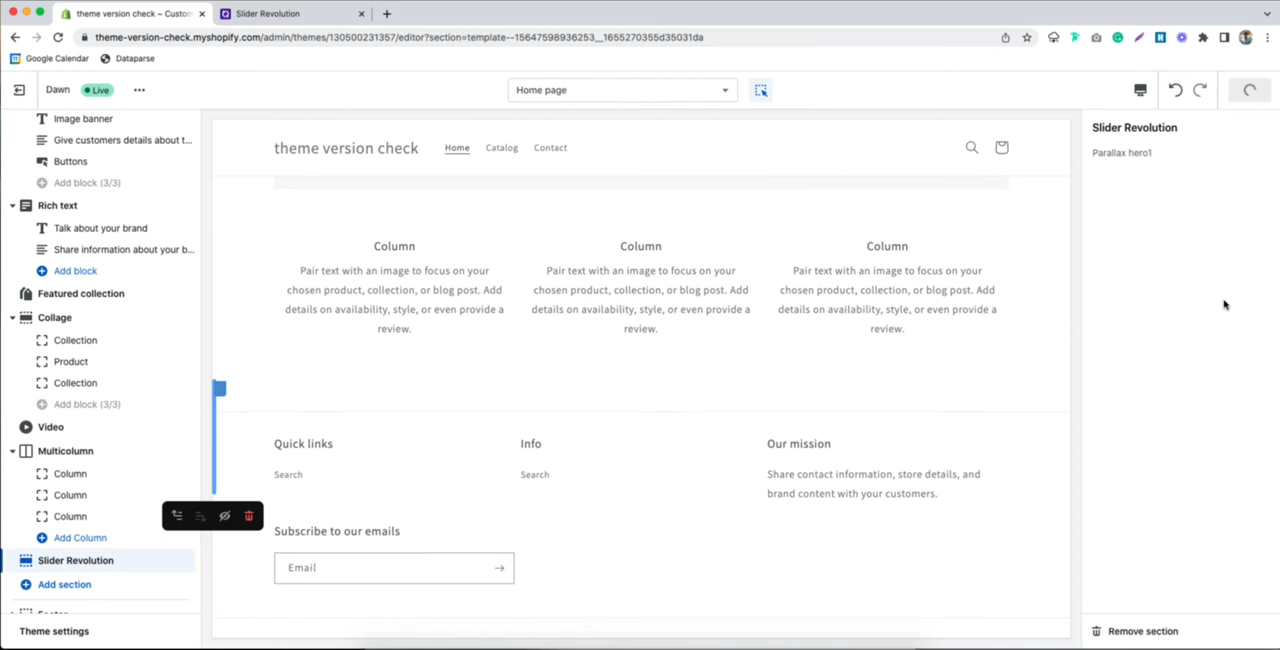 theme version check ~ Custom
Slider Revolution
theme-version-check.myshopify.com/admin/themes/130500231357/editor?section=template--15647598936253__1655270355d35031da
Google Calendar
Dataparse
Dawn
Live
Home page
Image banner
Give customers details about t...
Buttons
Add block (3/3)
Rich text
Talk about your brand
Share information about your b...
Add block
Featured collection
Collage
Collection
Product
Collection
Add block (3/3)
Video
Multicolumn
Column
Column
Column
Add Column
Slider Revolution
Add section
Theme settings
theme version check
Home
Catalog
Contact
Column
Pair text with an image to focus on your
chosen product, collection, or blog post. Add
details on availability, style, or even provide a
review.
Column
Pair text with an image to focus on your
chosen product, collection, or blog post. Add
details on availability, style, or even provide a
review.
Column
Pair text with an image to focus on your
chosen product, collection, or blog post. Add
details on availability, style, or even provide a
review.
Quick links
Search
Info
Search
Our mission
Share contact information, store details, and
brand content with your customers.
Subscribe to our emails
Email
Slider Revolution
Parallax hero1
Remove section